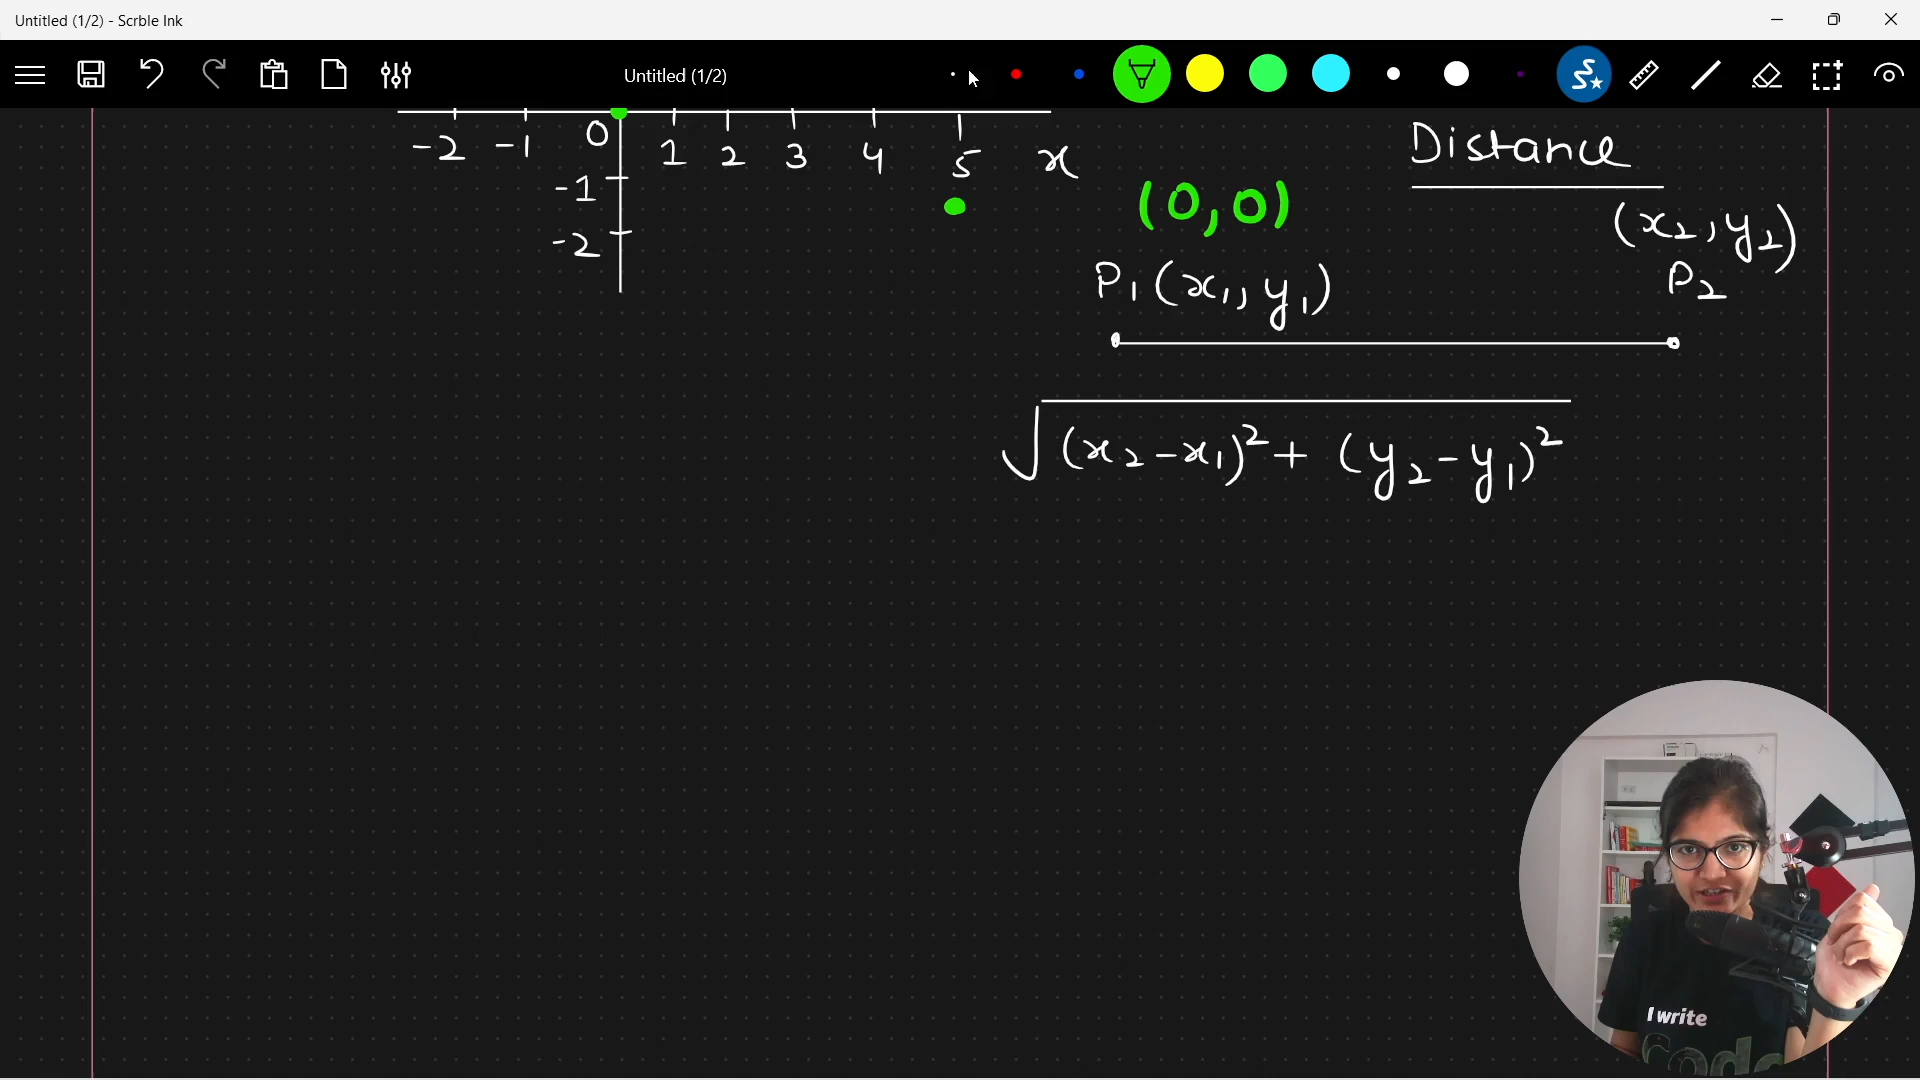 Untitled (1/2) - Scrble Ink
Untitled (1/2)
-2 -1 0 1 2 3 4 5 x
-1
-2
Distance
(0,0)
(x₂,y₂)
P₁(x₁,y₁)
P₂
√(x₂-x₁)²+(y₂-y₁)²
I write
Code